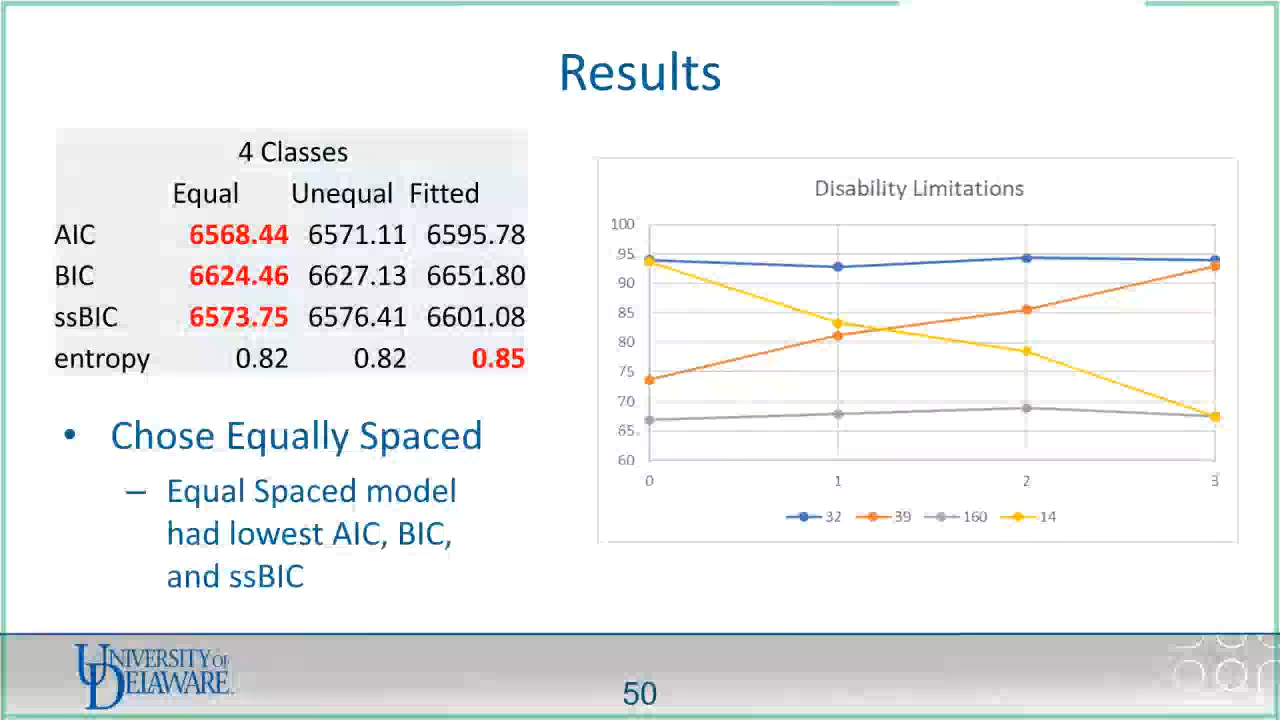 Results
4 Classes
Equal Unequal Fitted
AIC 6568.44 6571.11 6595.78
BIC 6624.46 6627.13 6651.80
ssBIC 6573.75 6576.41 6601.08
entropy 0.82 0.82 0.85
• Chose Equally Spaced
– Equal Spaced model
had lowest AIC, BIC,
and ssBIC
Disability Limitations
100
95
90
85
80
75
70
65
60
0 1 2 3
32 39 160 14
UNIVERSITY OF
DELAWARE
50